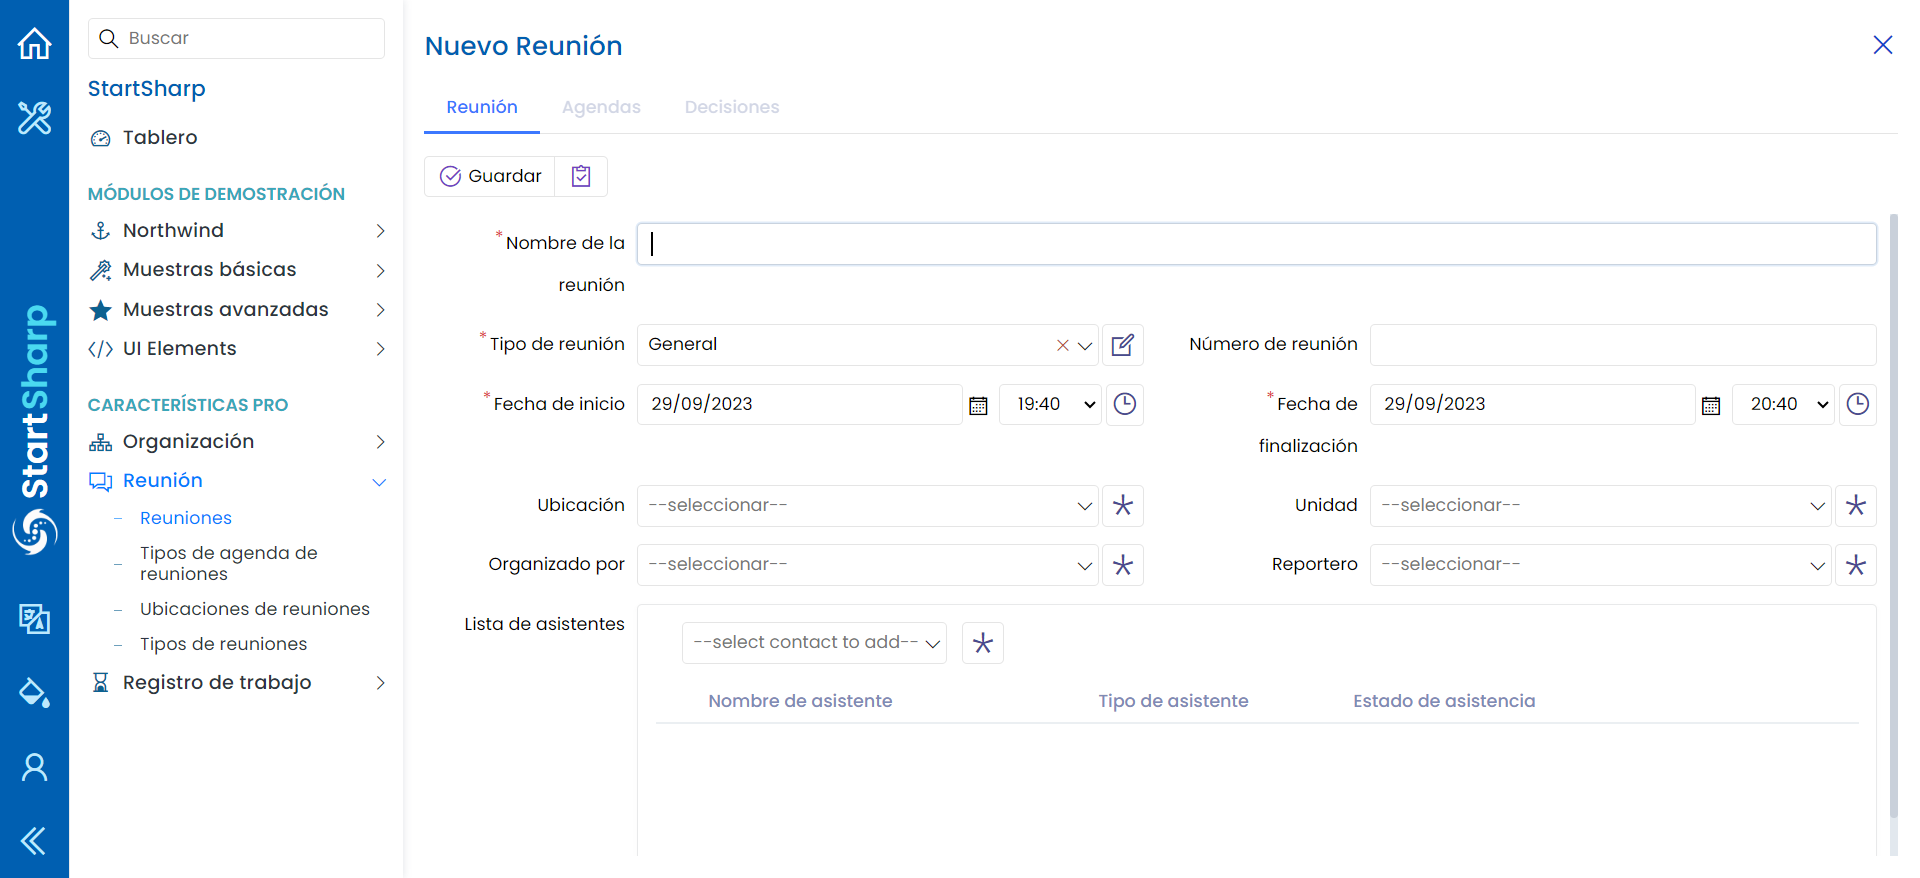 Buscar
StartSharp
Tablero
MÓDULOS DE DEMOSTRACIÓN
Northwind
Muestras básicas
Muestras avanzadas
UI Elements
CARACTERÍSTICAS PRO
Organización
Reunión
Reuniones
Tipos de agenda de
reuniones
Ubicaciones de reuniones
Tipos de reuniones
Registro de trabajo
StartSharp
Nuevo Reunión
Reunión Agendas Decisiones
Guardar
*Nombre de la
reunión
*Tipo de reunión General Número de reunión
*Fecha de inicio 29/09/2023 19:40 *Fecha de 29/09/2023 20:40
finalización
Ubicación --seleccionar-- Unidad --seleccionar--
Organizado por --seleccionar-- Reportero --seleccionar--
Lista de asistentes
--select contact to add--
Nombre de asistente Tipo de asistente Estado de asistencia